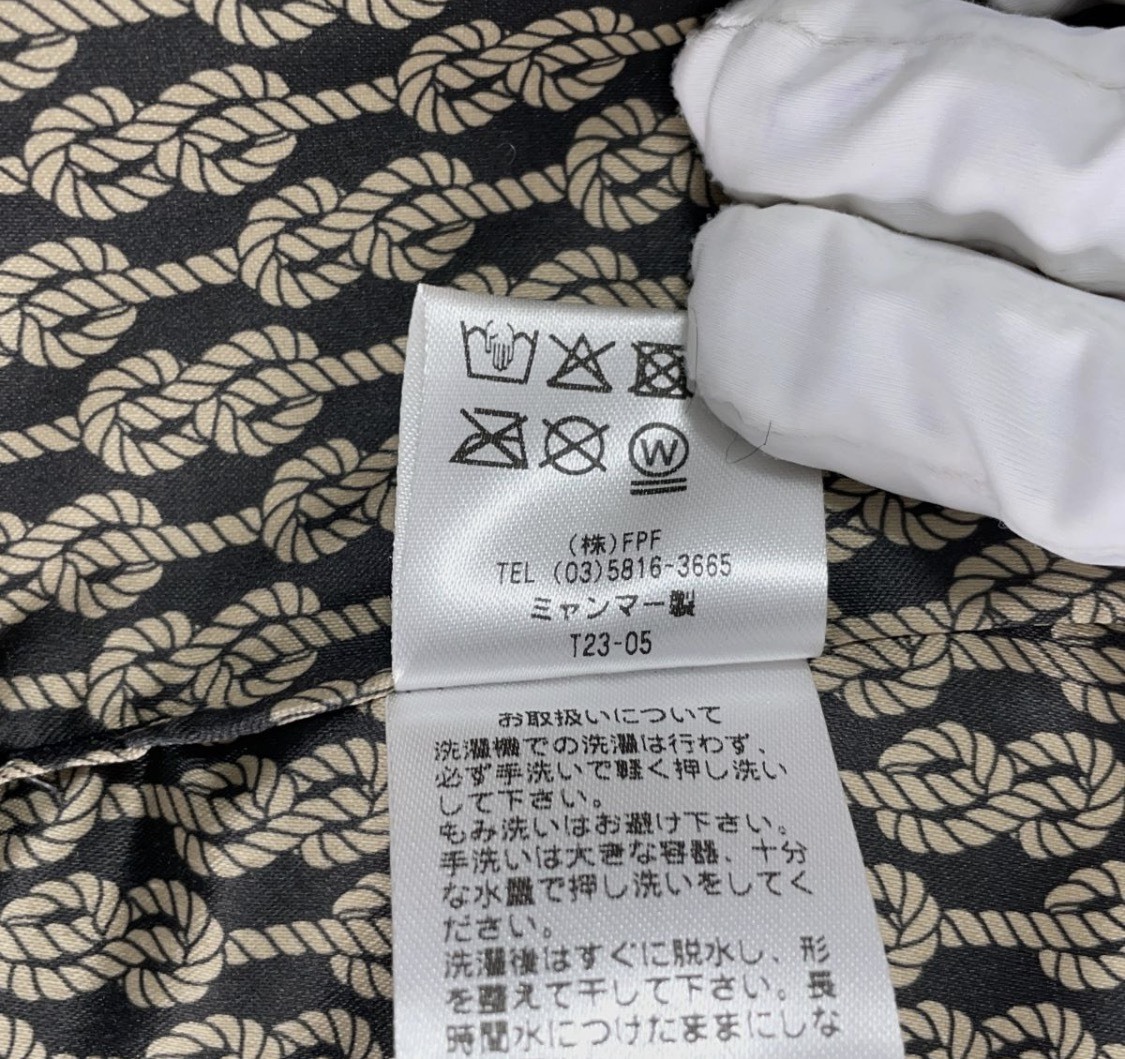 W
(株)FPF
TEL (03)5816-3665
ミャンマー製
T23-05
お取扱いについて
洗濯機での洗濯は行わず、
必ず手洗いで軽く押し洗い
して下さい。
もみ洗いはお避け下さい。
手洗いは大きな容器、十分
な水量で押し洗いをしてく
ださい。
洗濯後はすぐに脱水し、形
を整えて干して下さい。長
時間水につけたままにしな